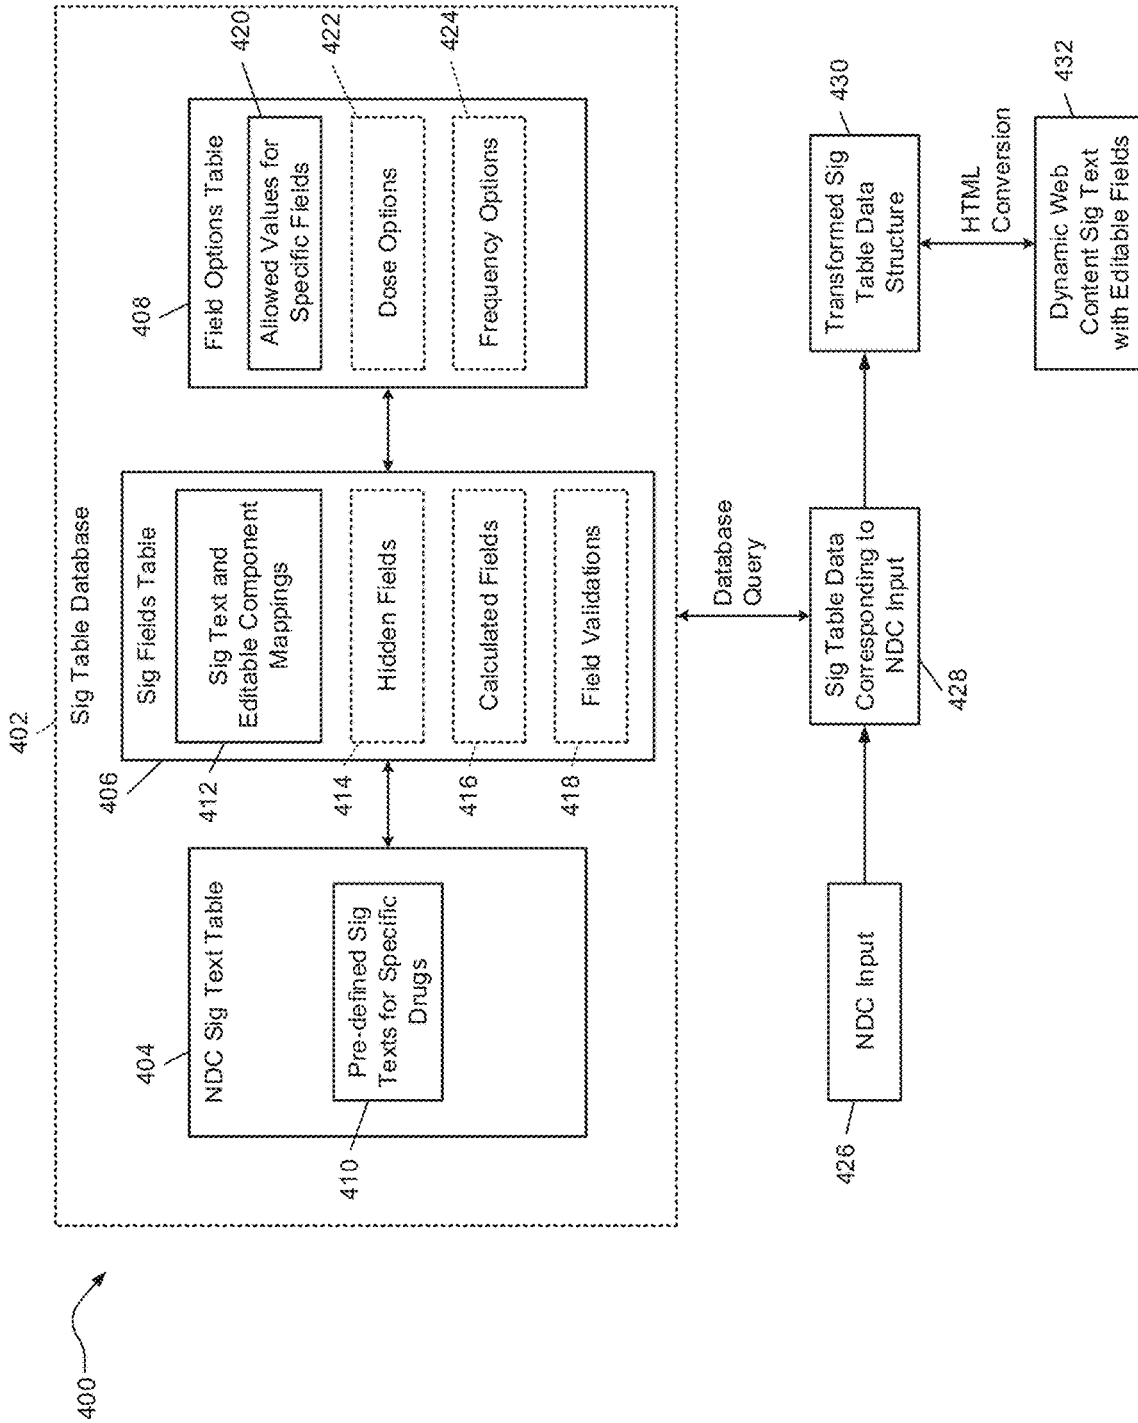 400
402
Sig Table Database
404
NDC Sig Text Table
Pre-defined Sig
Texts for Specific
Drugs
410
406
Sig Fields Table
Sig Text and
Editable Component
Mappings
412
Hidden Fields
414
Calculated Fields
416
Field Validations
418
408
Field Options Table
Allowed Values for
Specific Fields
420
Dose Options
422
Frequency Options
424
Database
Query
NDC Input
426
Sig Table Data
Corresponding to
NDC Input
428
Transformed Sig
Table Data
Structure
430
HTML
Conversion
Dynamic Web
Content Sig Text
with Editable Fields
432